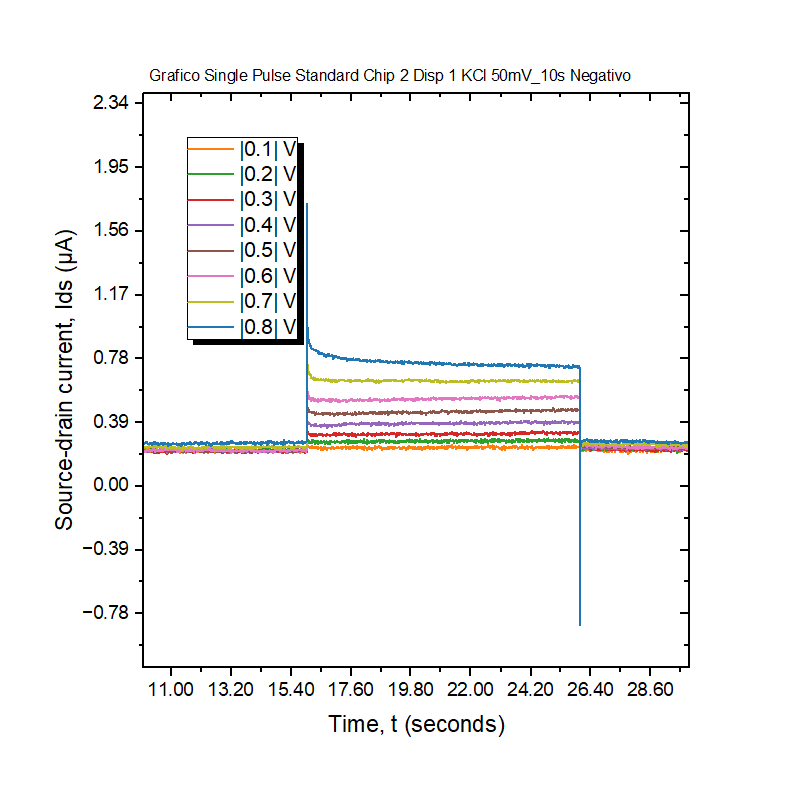 Grafico Single Pulse Standard Chip 2 Disp 1 KCl 50mV_10s Negativo
2.34
1.95
1.56
1.17
0.78
0.39
0.00
−0.39
−0.78
Source-drain current, Ids (µA)
|0.1| V
|0.2| V
|0.3| V
|0.4| V
|0.5| V
|0.6| V
|0.7| V
|0.8| V
11.00 13.20 15.40 17.60 19.80 22.00 24.20 26.40 28.60
Time, t (seconds)